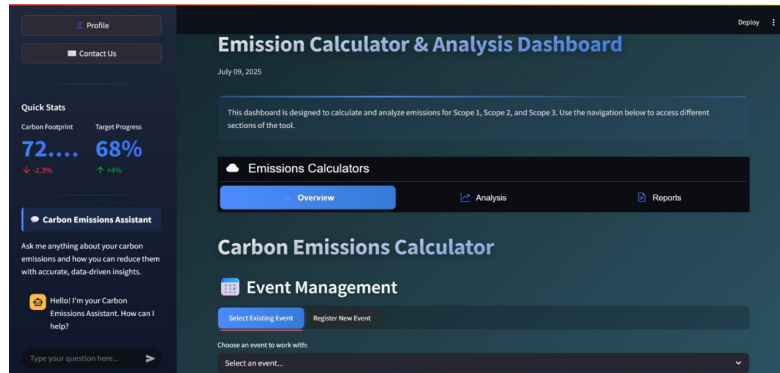 Profile
Contact Us
Quick Stats
Carbon Footprint
Target Progress
72....
68%
↓ -2.3%
↑ +4%
Carbon Emissions Assistant
Ask me anything about your carbon
emissions and how you can reduce them
with accurate, data-driven insights.
Hello! I'm your Carbon
Emissions Assistant. How can I
help?
Type your question here...
Deploy
Emission Calculator & Analysis Dashboard
July 09, 2025
This dashboard is designed to calculate and analyze emissions for Scope 1, Scope 2, and Scope 3. Use the navigation below to access different
sections of the tool.
Emissions Calculators
Overview
Analysis
Reports
Carbon Emissions Calculator
Event Management
Select Existing Event
Register New Event
Choose an event to work with:
Select an event...